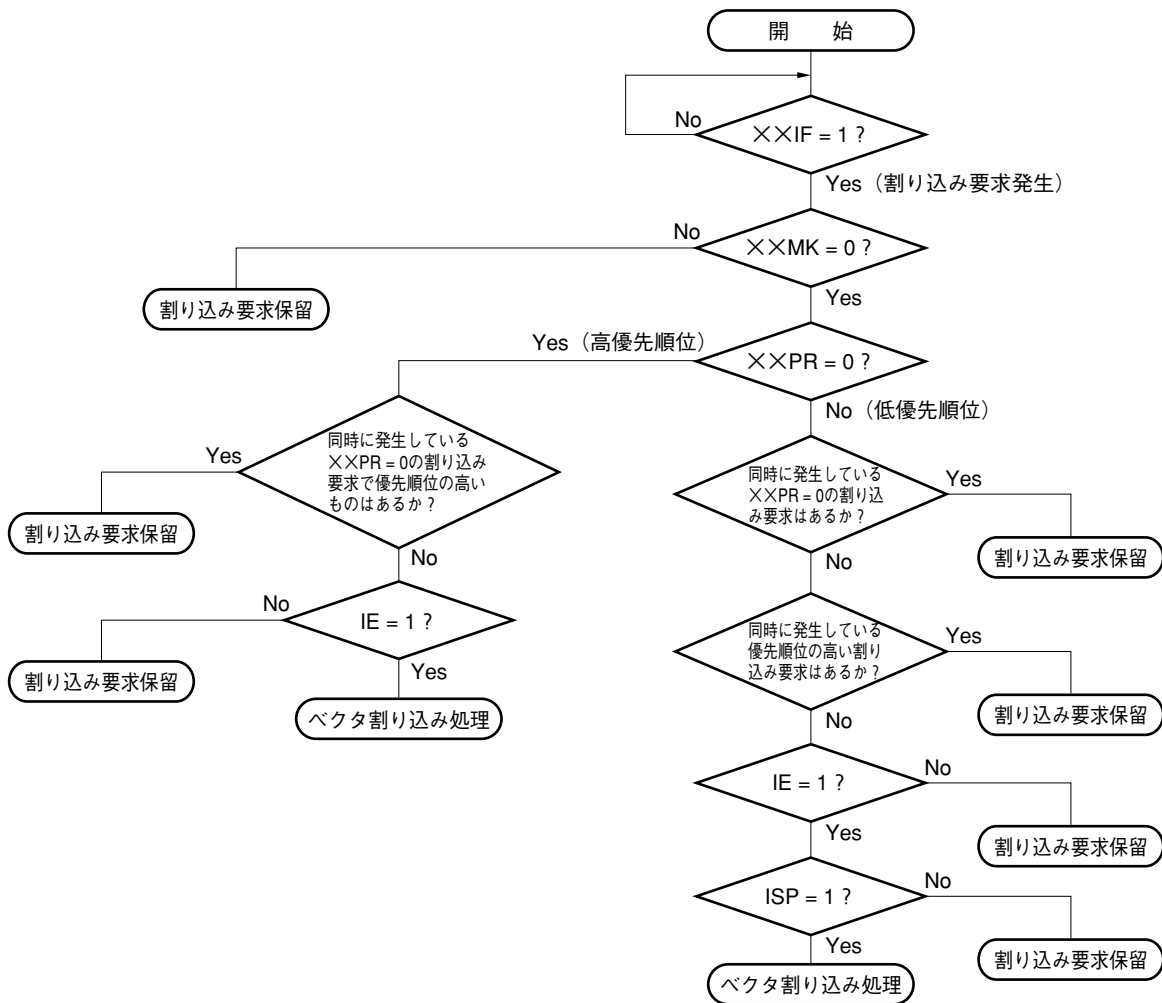 開　始
No
××IF = 1 ?
Yes（割り込み要求発生）
No
××MK = 0 ?
割り込み要求保留
Yes
Yes（高優先順位）
××PR = 0 ?
No（低優先順位）
Yes
同時に発生している
××PR = 0の割り込み
要求で優先順位の高い
ものはあるか？
割り込み要求保留
No
No
IE = 1 ?
割り込み要求保留
Yes
ベクタ割り込み処理
同時に発生している
××PR = 0の割り込
み要求はあるか？
Yes
割り込み要求保留
No
同時に発生している
優先順位の高い割り
込み要求はあるか？
Yes
割り込み要求保留
No
IE = 1 ?
No
割り込み要求保留
Yes
ISP = 1 ?
No
割り込み要求保留
Yes
ベクタ割り込み処理